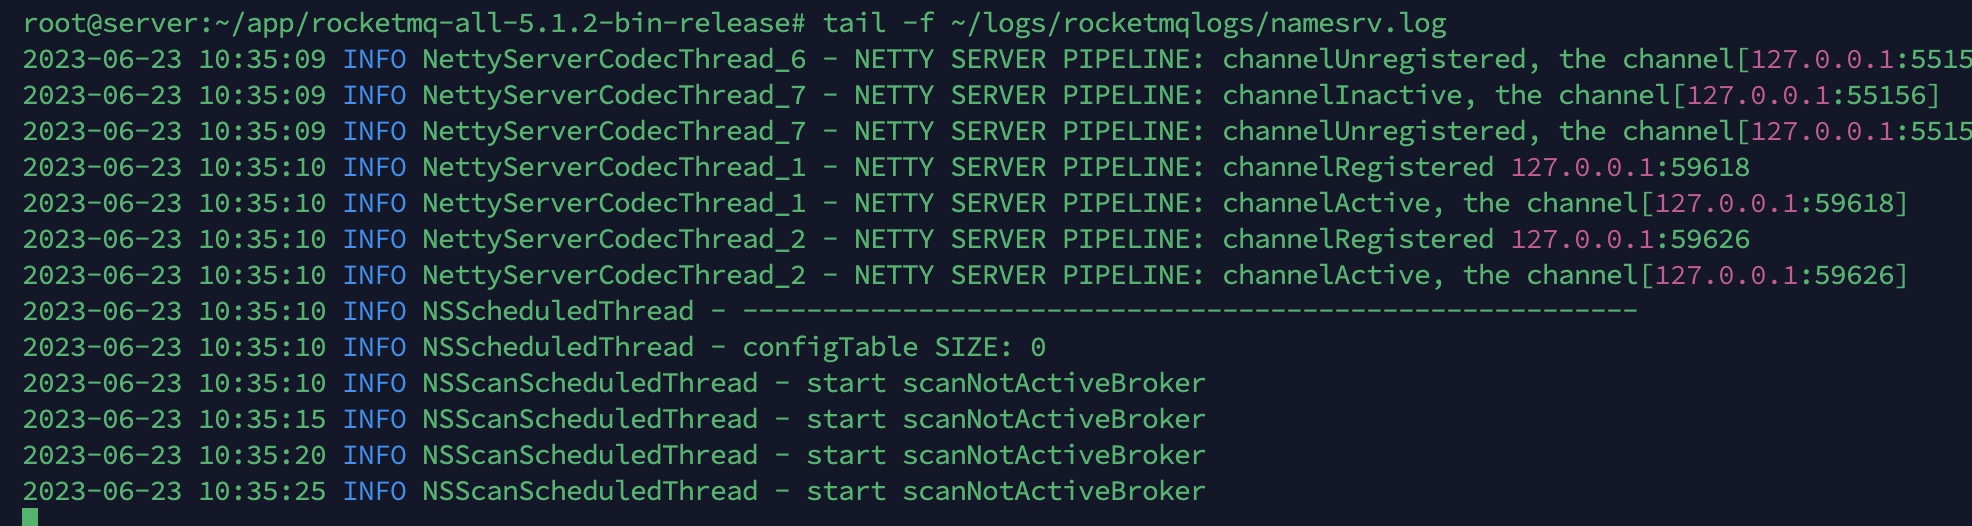 root@server:~/app/rocketmq-all-5.1.2-bin-release# tail -f ~/logs/rocketmqlogs/namesrv.log
2023-06-23 10:35:09 INFO NettyServerCodecThread_6 - NETTY SERVER PIPELINE: channelUnregistered, the channel[127.0.0.1:5515
2023-06-23 10:35:09 INFO NettyServerCodecThread_7 - NETTY SERVER PIPELINE: channelInactive, the channel[127.0.0.1:55156]
2023-06-23 10:35:09 INFO NettyServerCodecThread_7 - NETTY SERVER PIPELINE: channelUnregistered, the channel[127.0.0.1:5515
2023-06-23 10:35:10 INFO NettyServerCodecThread_1 - NETTY SERVER PIPELINE: channelRegistered 127.0.0.1:59618
2023-06-23 10:35:10 INFO NettyServerCodecThread_1 - NETTY SERVER PIPELINE: channelActive, the channel[127.0.0.1:59618]
2023-06-23 10:35:10 INFO NettyServerCodecThread_2 - NETTY SERVER PIPELINE: channelRegistered 127.0.0.1:59626
2023-06-23 10:35:10 INFO NettyServerCodecThread_2 - NETTY SERVER PIPELINE: channelActive, the channel[127.0.0.1:59626]
2023-06-23 10:35:10 INFO NSScheduledThread - --------------------------------------------------------
2023-06-23 10:35:10 INFO NSScheduledThread - configTable SIZE: 0
2023-06-23 10:35:10 INFO NSScanScheduledThread - start scanNotActiveBroker
2023-06-23 10:35:15 INFO NSScanScheduledThread - start scanNotActiveBroker
2023-06-23 10:35:20 INFO NSScanScheduledThread - start scanNotActiveBroker
2023-06-23 10:35:25 INFO NSScanScheduledThread - start scanNotActiveBroker